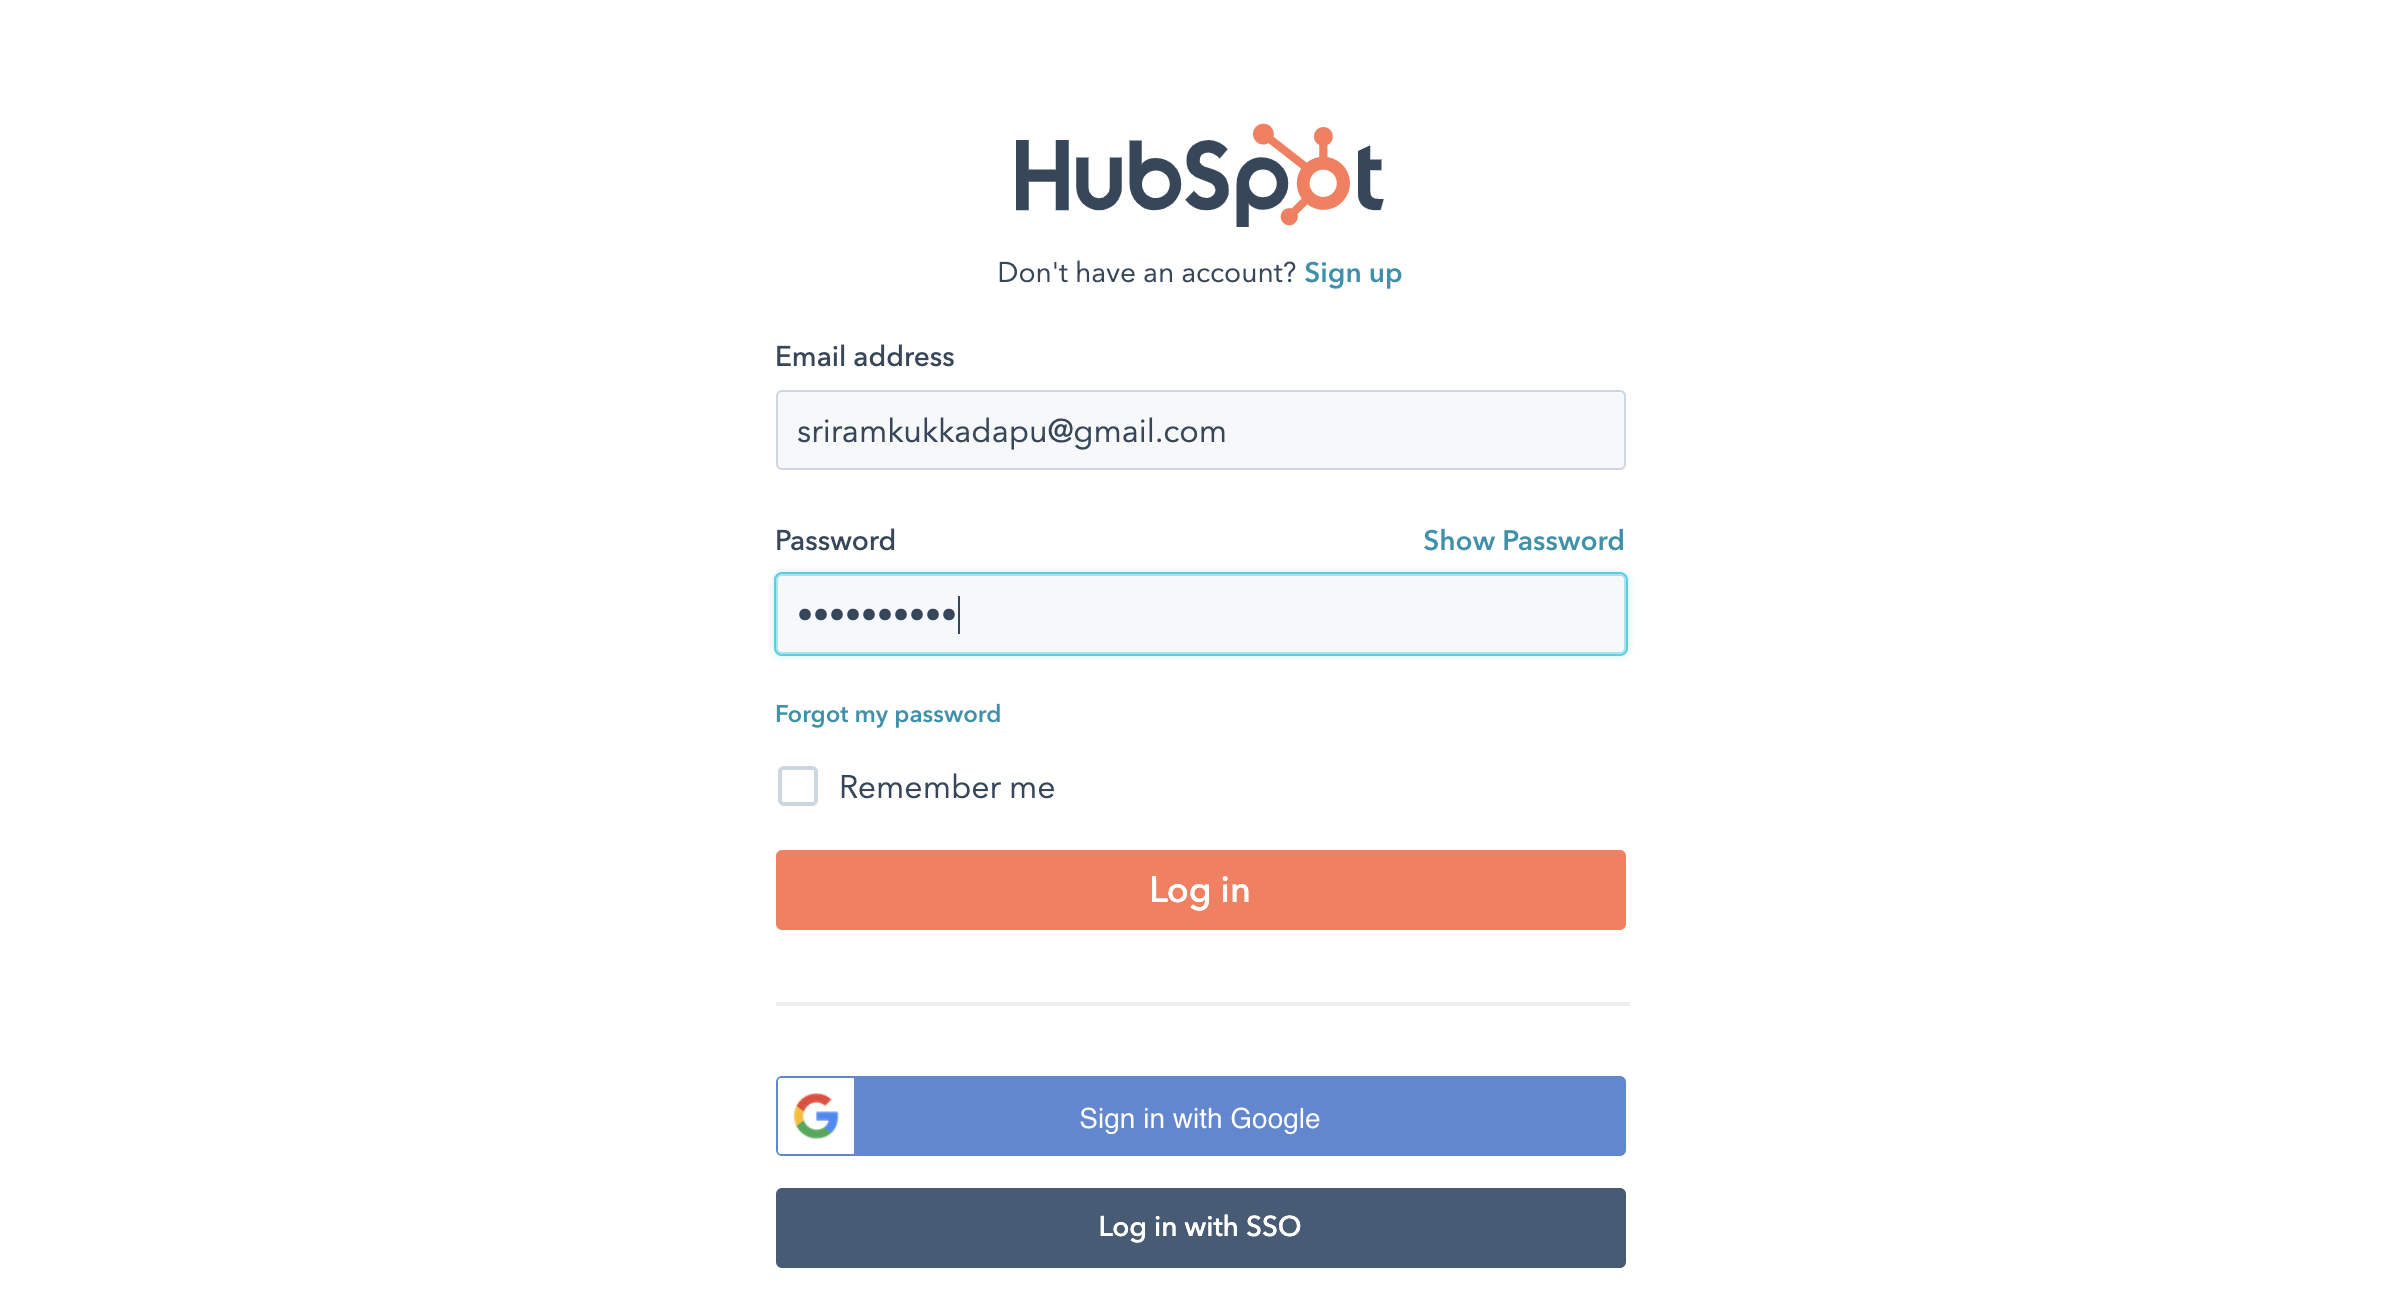 HubSpot
Don't have an account? Sign up
Email address
sriramkukkadapu@gmail.com
Password Show Password
••••••••••
Forgot my password
Remember me
Log in
Sign in with Google
Log in with SSO